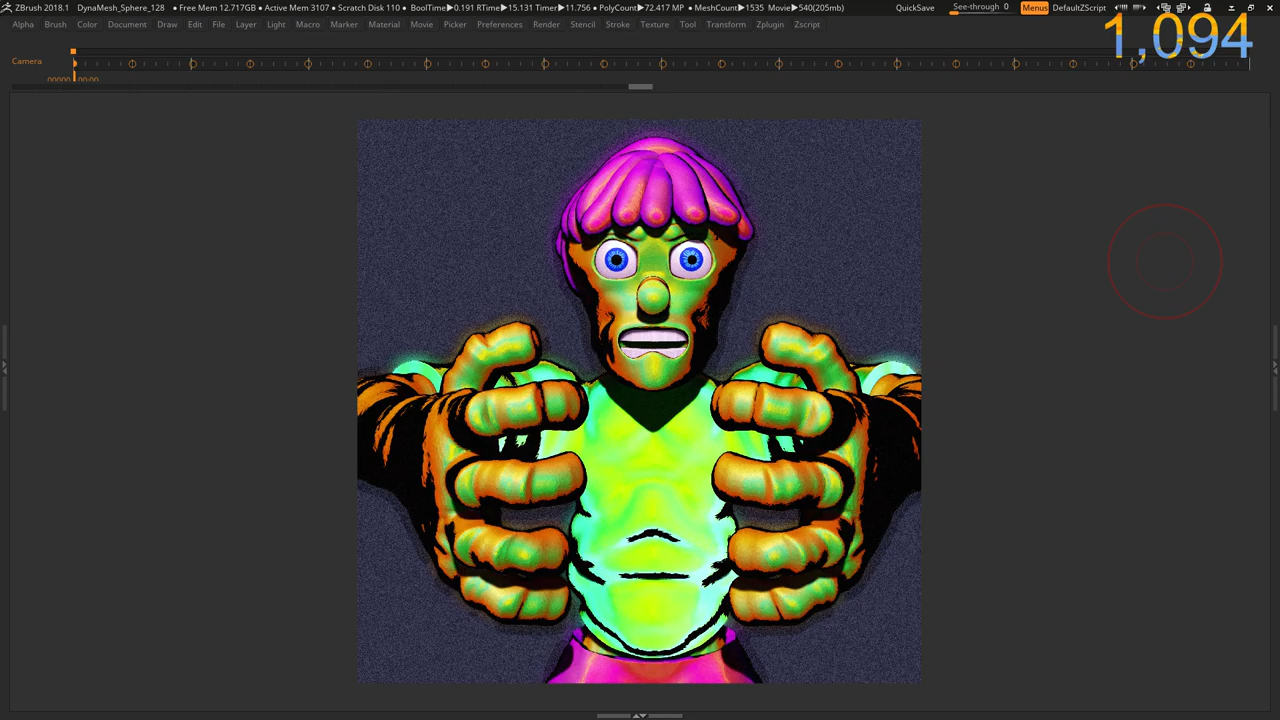 ZBrush 2018.1 DynaMesh_Sphere_128 ● Free Mem 12.717GB ● Active Mem 3107 ● Scratch Disk 110 ● BoolTime▶0.191 RTime▶15.131 Timer▶11.756 ● PolyCount▶72.417 MP ● MeshCount▶1535 Movie▶540(205mb) QuickSave See-through 0 Menus DefaultZScript
Alpha Brush Color Document Draw Edit File Layer Light Macro Marker Material Movie Picker Preferences Render Stencil Stroke Texture Tool Transform Zplugin Zscript
1,094
Camera
00000 00:00